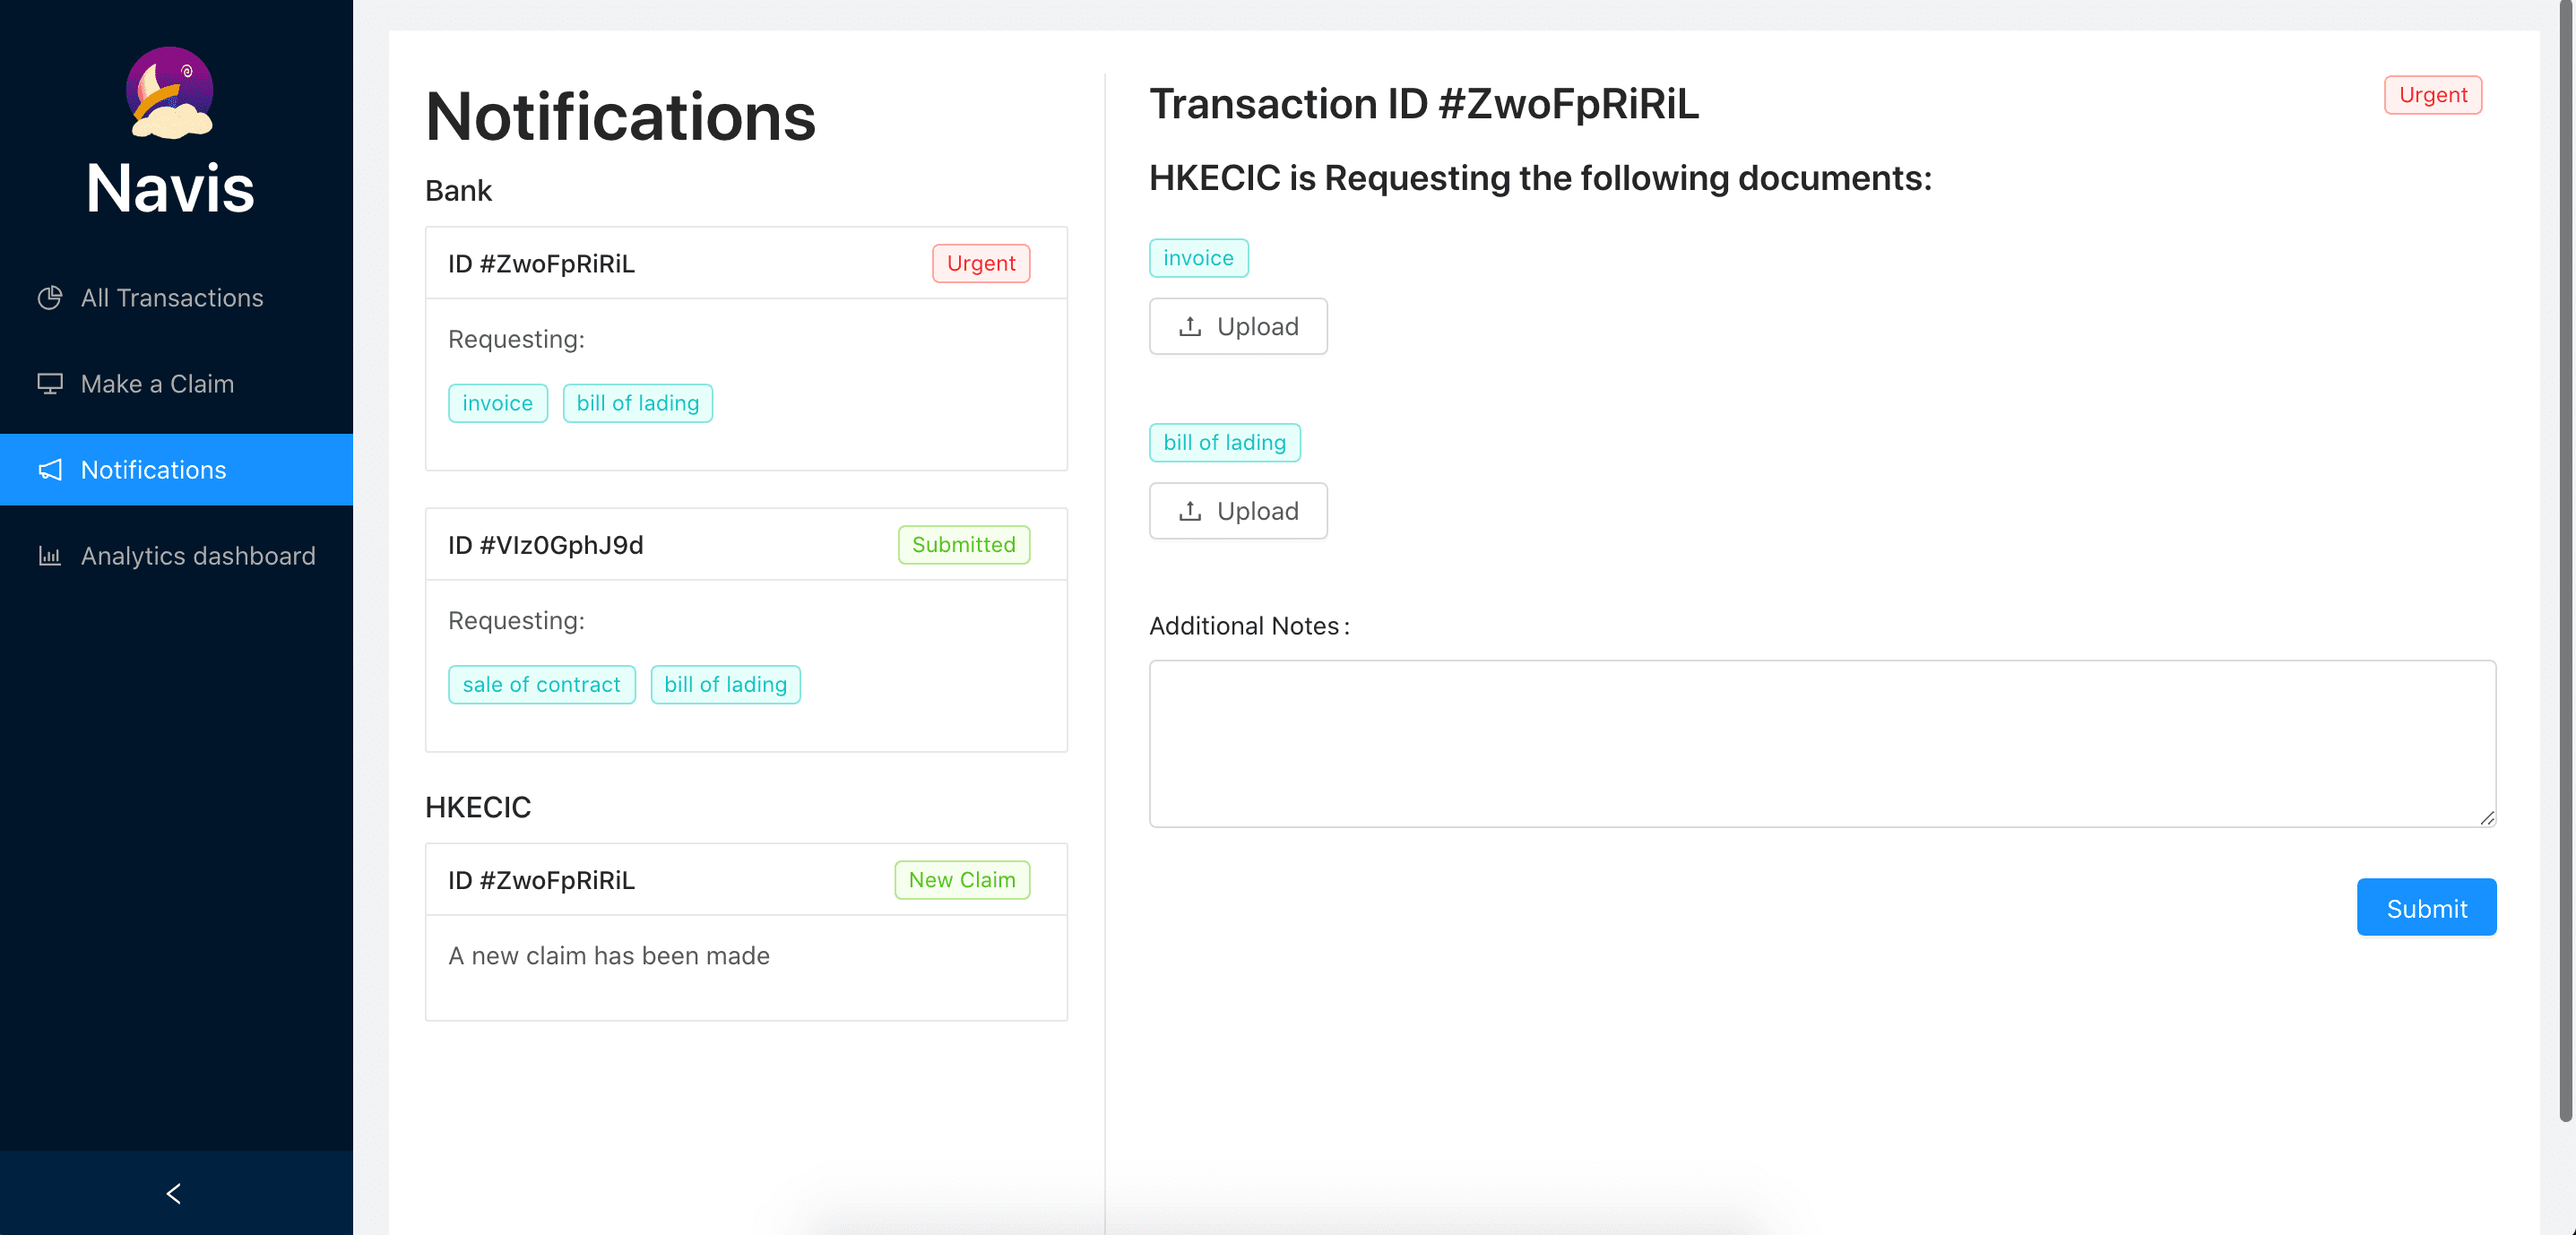 Navis
All Transactions
Make a Claim
Notifications
Analytics dashboard
Notifications
Bank
ID #ZwoFpRiRiL Urgent
Requesting:
invoice bill of lading
ID #VIz0GphJ9d Submitted
Requesting:
sale of contract bill of lading
HKECIC
ID #ZwoFpRiRiL New Claim
A new claim has been made
Transaction ID #ZwoFpRiRiL Urgent
HKECIC is Requesting the following documents:
invoice
Upload
bill of lading
Upload
Additional Notes:
Submit